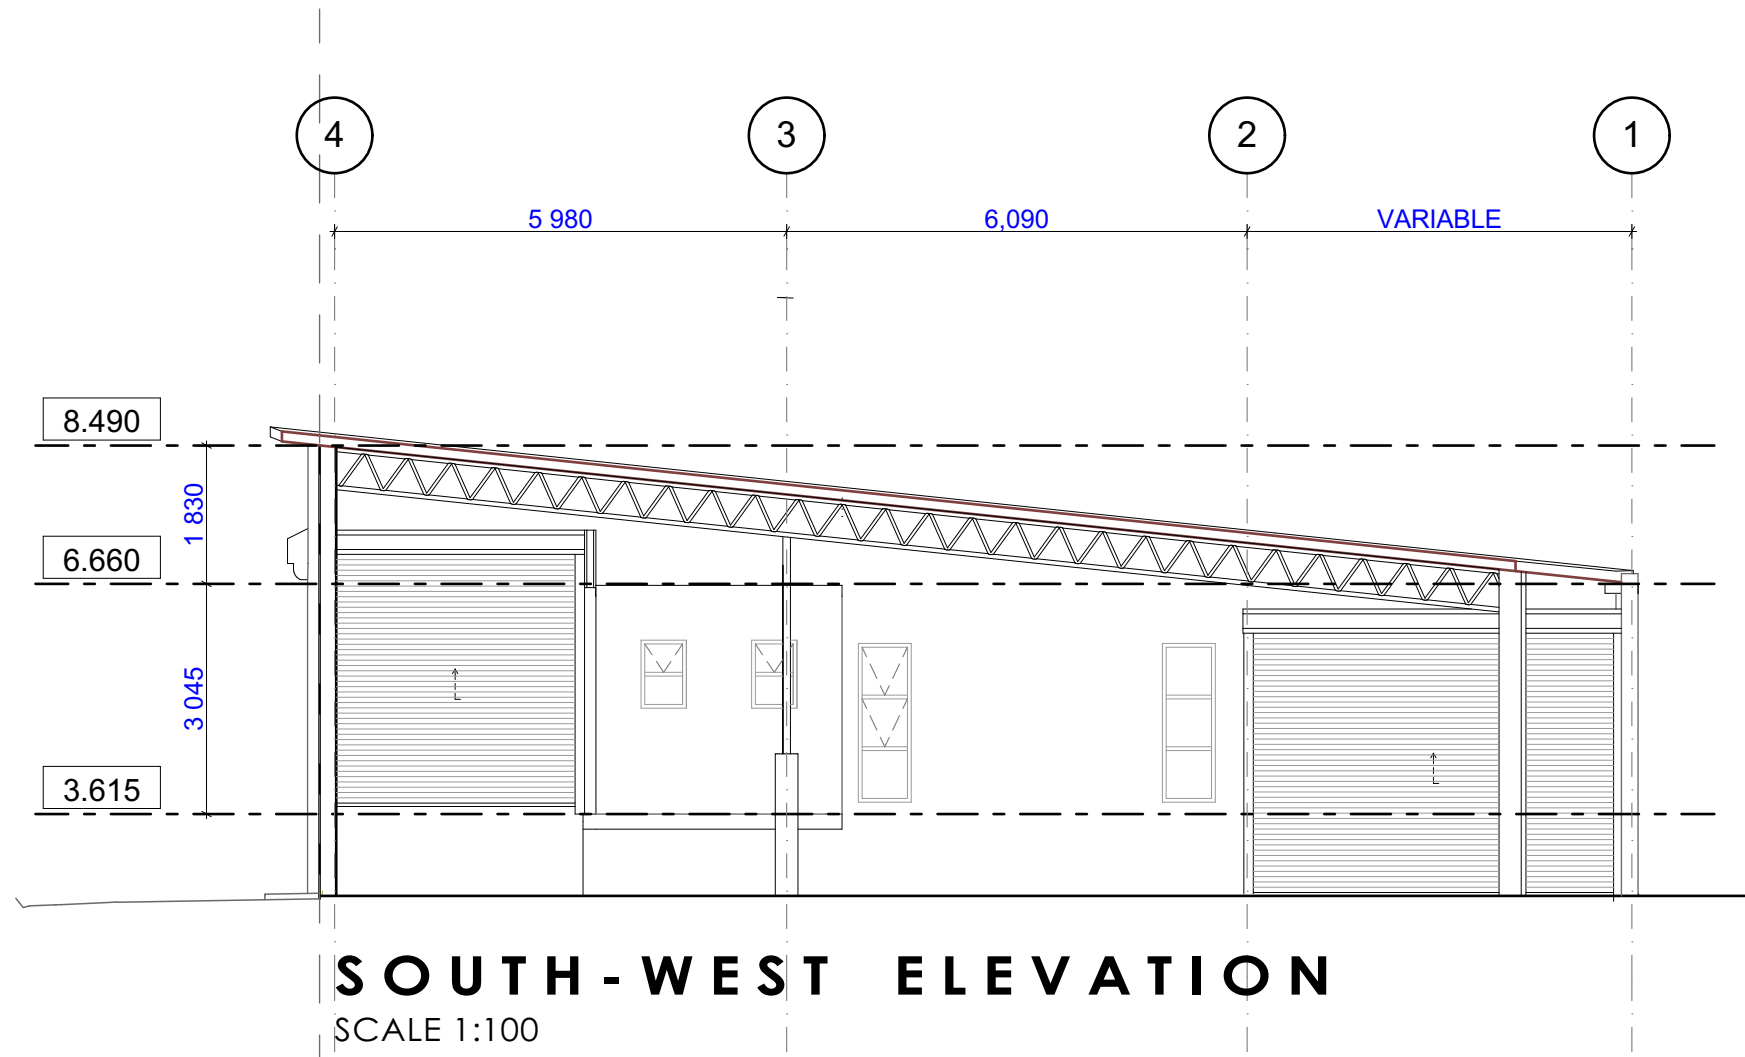 4 3 2 1
5 980 6,090 VARIABLE
8.490
1 830
6.660
3 045
3.615
SOUTH-WEST ELEVATION
SCALE 1:100